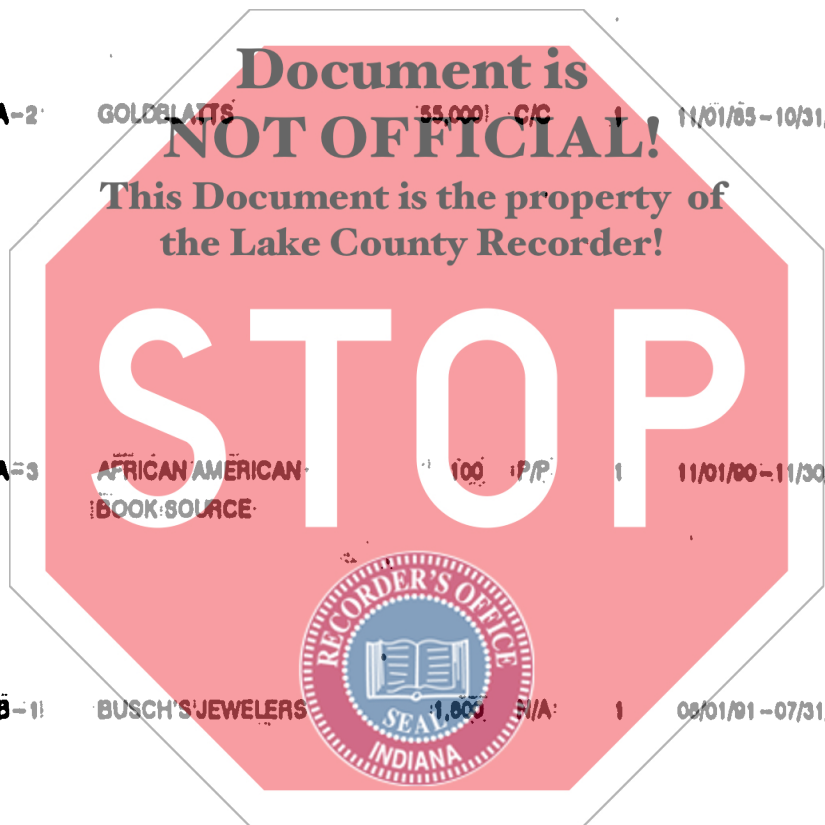 Document is
A-2 GOLDBLATTS 55,000 C/C 1 11/01/85-10/31
NOT OFFICIAL!
This Document is the property of
the Lake County Recorder!
STOP
A-3 AFRICAN AMERICAN 100 P/P 1 11/01/90-11/30
BOOK SOURCE
RECORDER'S OFFICE
B-1 BUSCH'S JEWELERS 1,800 N/A 1 08/01/91-07/31
SEAL
INDIANA